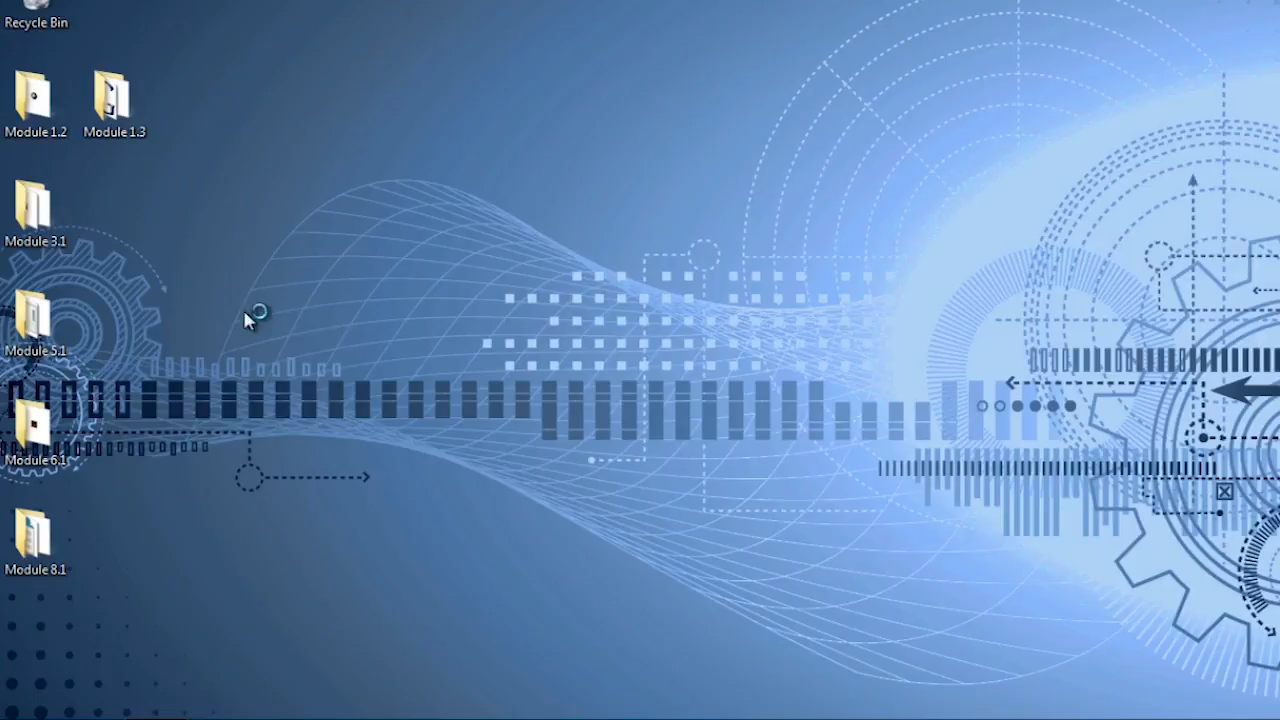 Recycle Bin
Module 1.2
Module 1.3
Module 3.1
Module 5.1
Module 6.1
Module 8.1